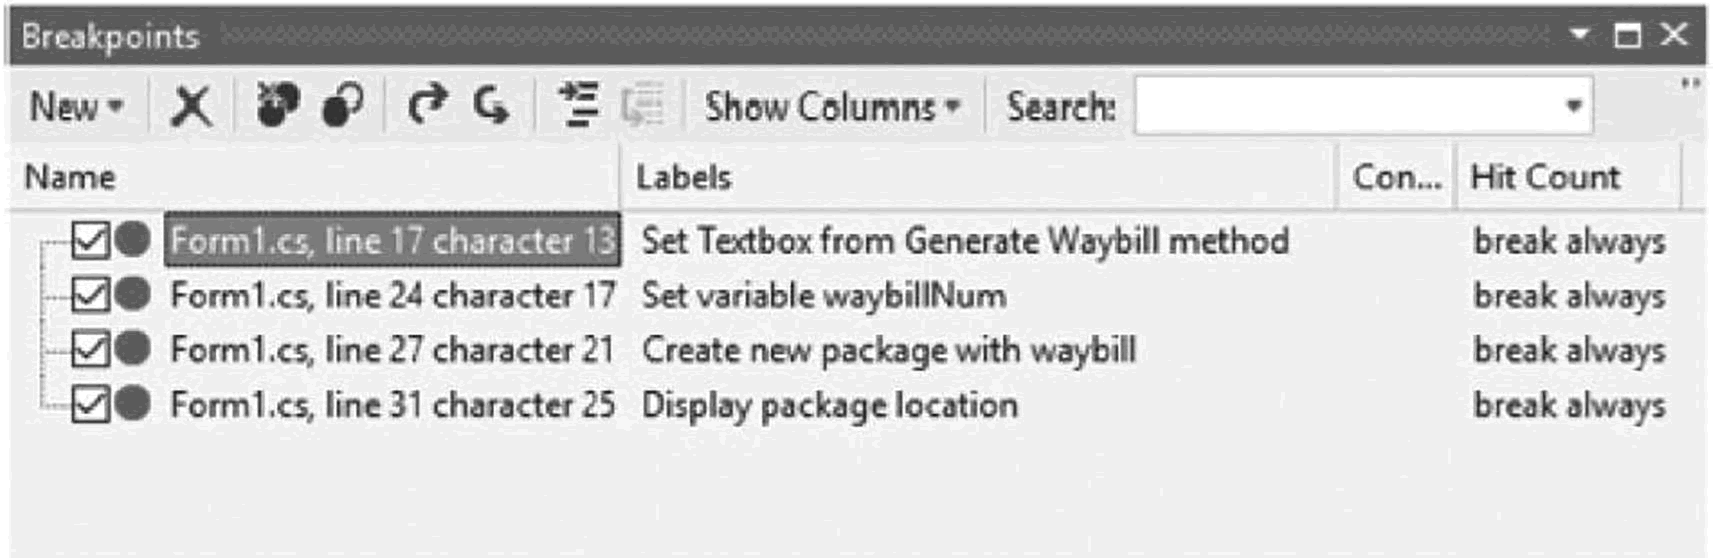 Breakpoints
New Show Columns Search:
Name Labels Con... Hit Count
Form1.cs, line 17 character 13 Set Textbox from Generate Waybill method break always
Form1.cs, line 24 character 17 Set variable waybillNum break always
Form1.cs, line 27 character 21 Create new package with waybill break always
Form1.cs, line 31 character 25 Display package location break always